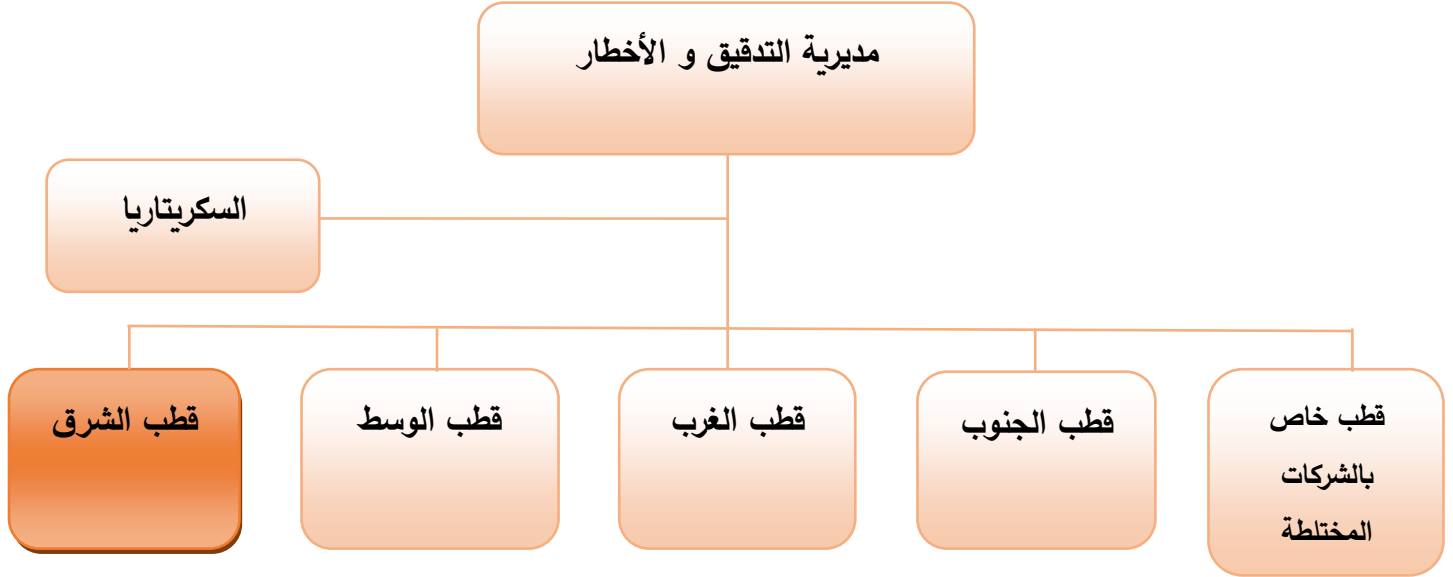 مديرية التدقيق و الأخطار
السكريتاريا
قطب خاص
بالشركات
المختلطة
قطب الجنوب
قطب الغرب
قطب الوسط
قطب الشرق